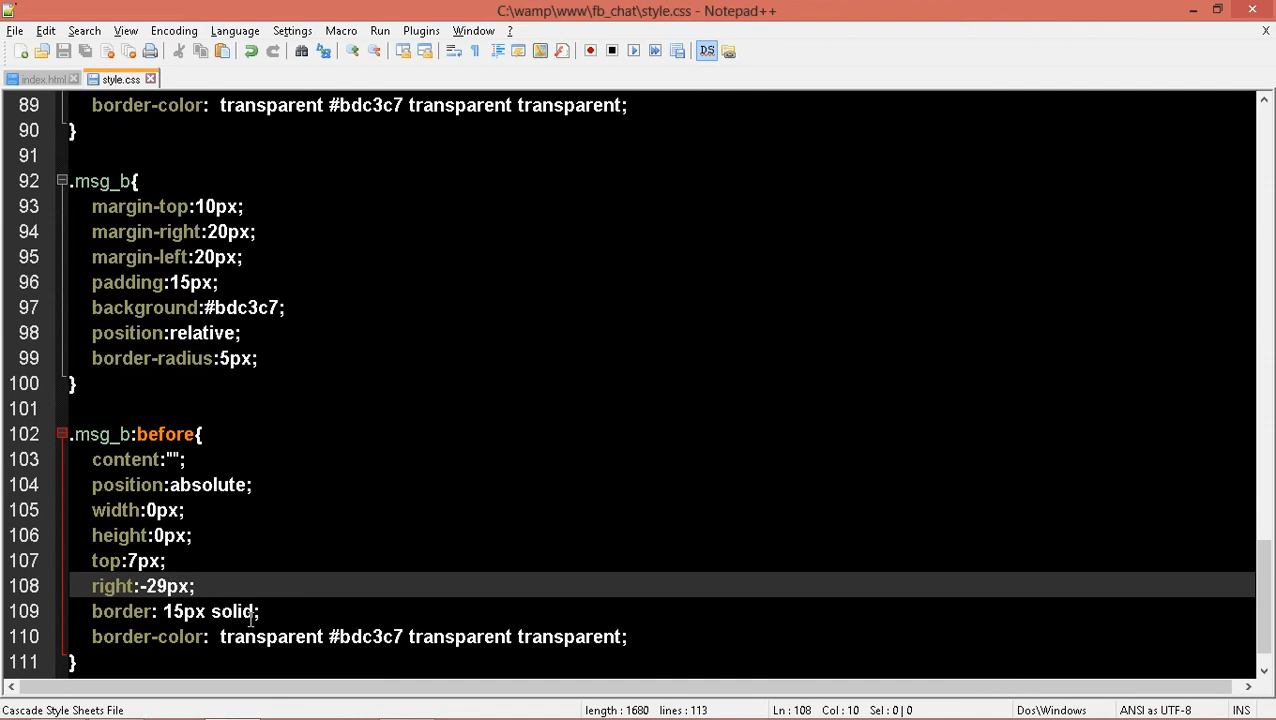 C:\wamp\www\fb_chat\style.css - Notepad++
File Edit Search View Encoding Language Settings Macro Run Plugins Window ?
X
DS
index.html style.css
89 border-color: transparent #bdc3c7 transparent transparent;
90 }
91
92 .msg_b{
93 margin-top:10px;
94 margin-right:20px;
95 margin-left:20px;
96 padding:15px;
97 background:#bdc3c7;
98 position:relative;
99 border-radius:5px;
100 }
101
102 .msg_b:before{
103 content:"";
104 position:absolute;
105 width:0px;
106 height:0px;
107 top:7px;
108 right:-29px;
109 border: 15px solid;
110 border-color: transparent #bdc3c7 transparent transparent;
111 }
Cascade Style Sheets File length : 1680 lines : 113 Ln : 108 Col : 10 Sel : 0 | 0 Dos\Windows ANSI as UTF-8 INS